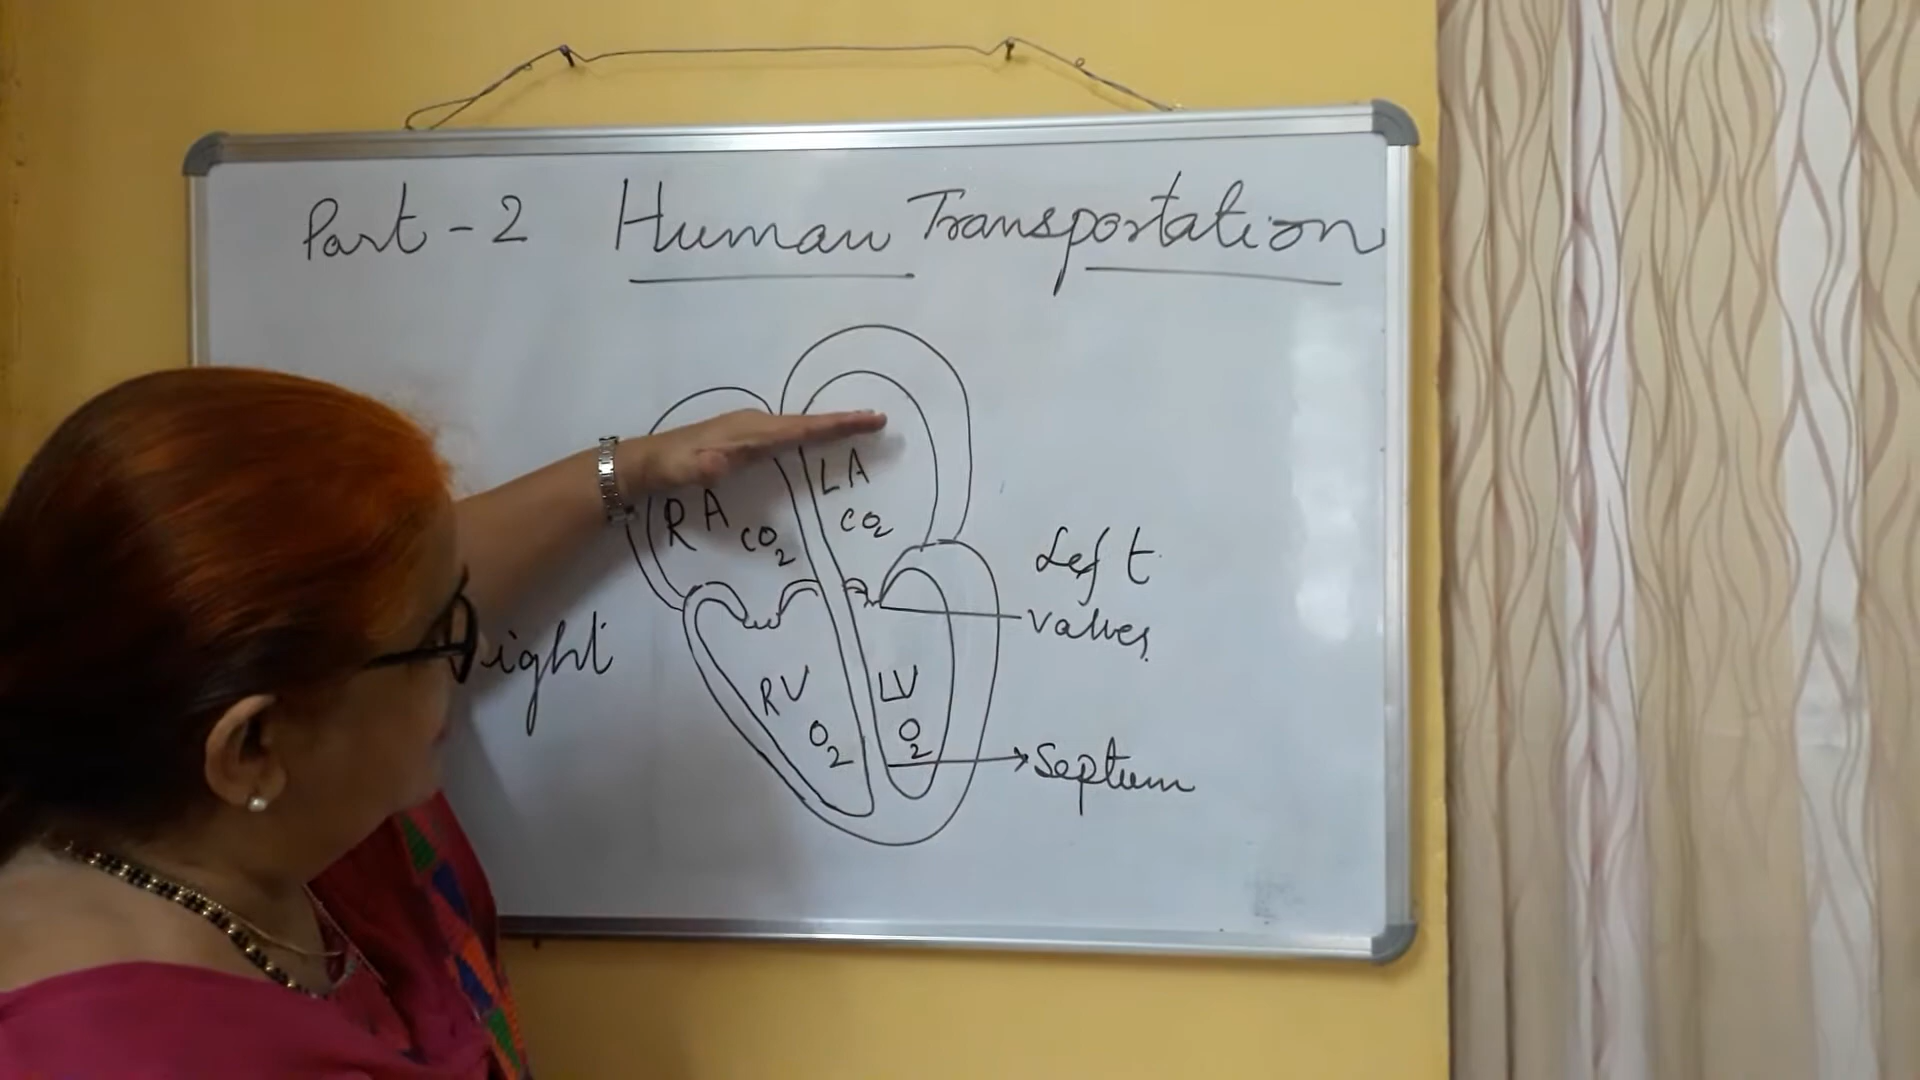 Part - 2 Human Transportation
LA
RA
CO2
CO2
Left
valves
ight
RV
LV
O2
O2
Septum